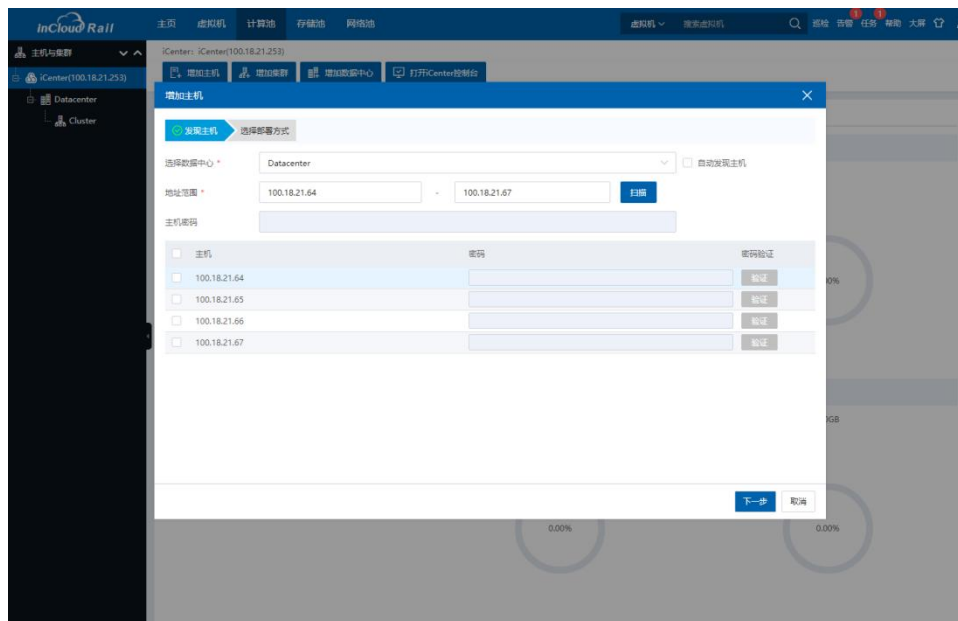 inCloud Rail 主页 虚拟机 计算池 存储池 网络池 虚拟机 搜索虚拟机 巡检 告警 1 任务 1 帮助 大屏
主机与集群
iCenter: iCenter(100.18.21.253)
iCenter(100.18.21.253)
增加主机 增加集群 增加数据中心 打开iCenter控制台
Datacenter
Cluster
增加主机
发现主机 选择部署方式
选择数据中心 * Datacenter 自动发现主机
地址范围 * 100.18.21.64 - 100.18.21.67 扫描
主机密码
主机 密码 密码验证
100.18.21.64 验证
100.18.21.65 验证
100.18.21.66 验证
100.18.21.67 验证
00%
0GB
下一步 取消
0.00% 0.00%